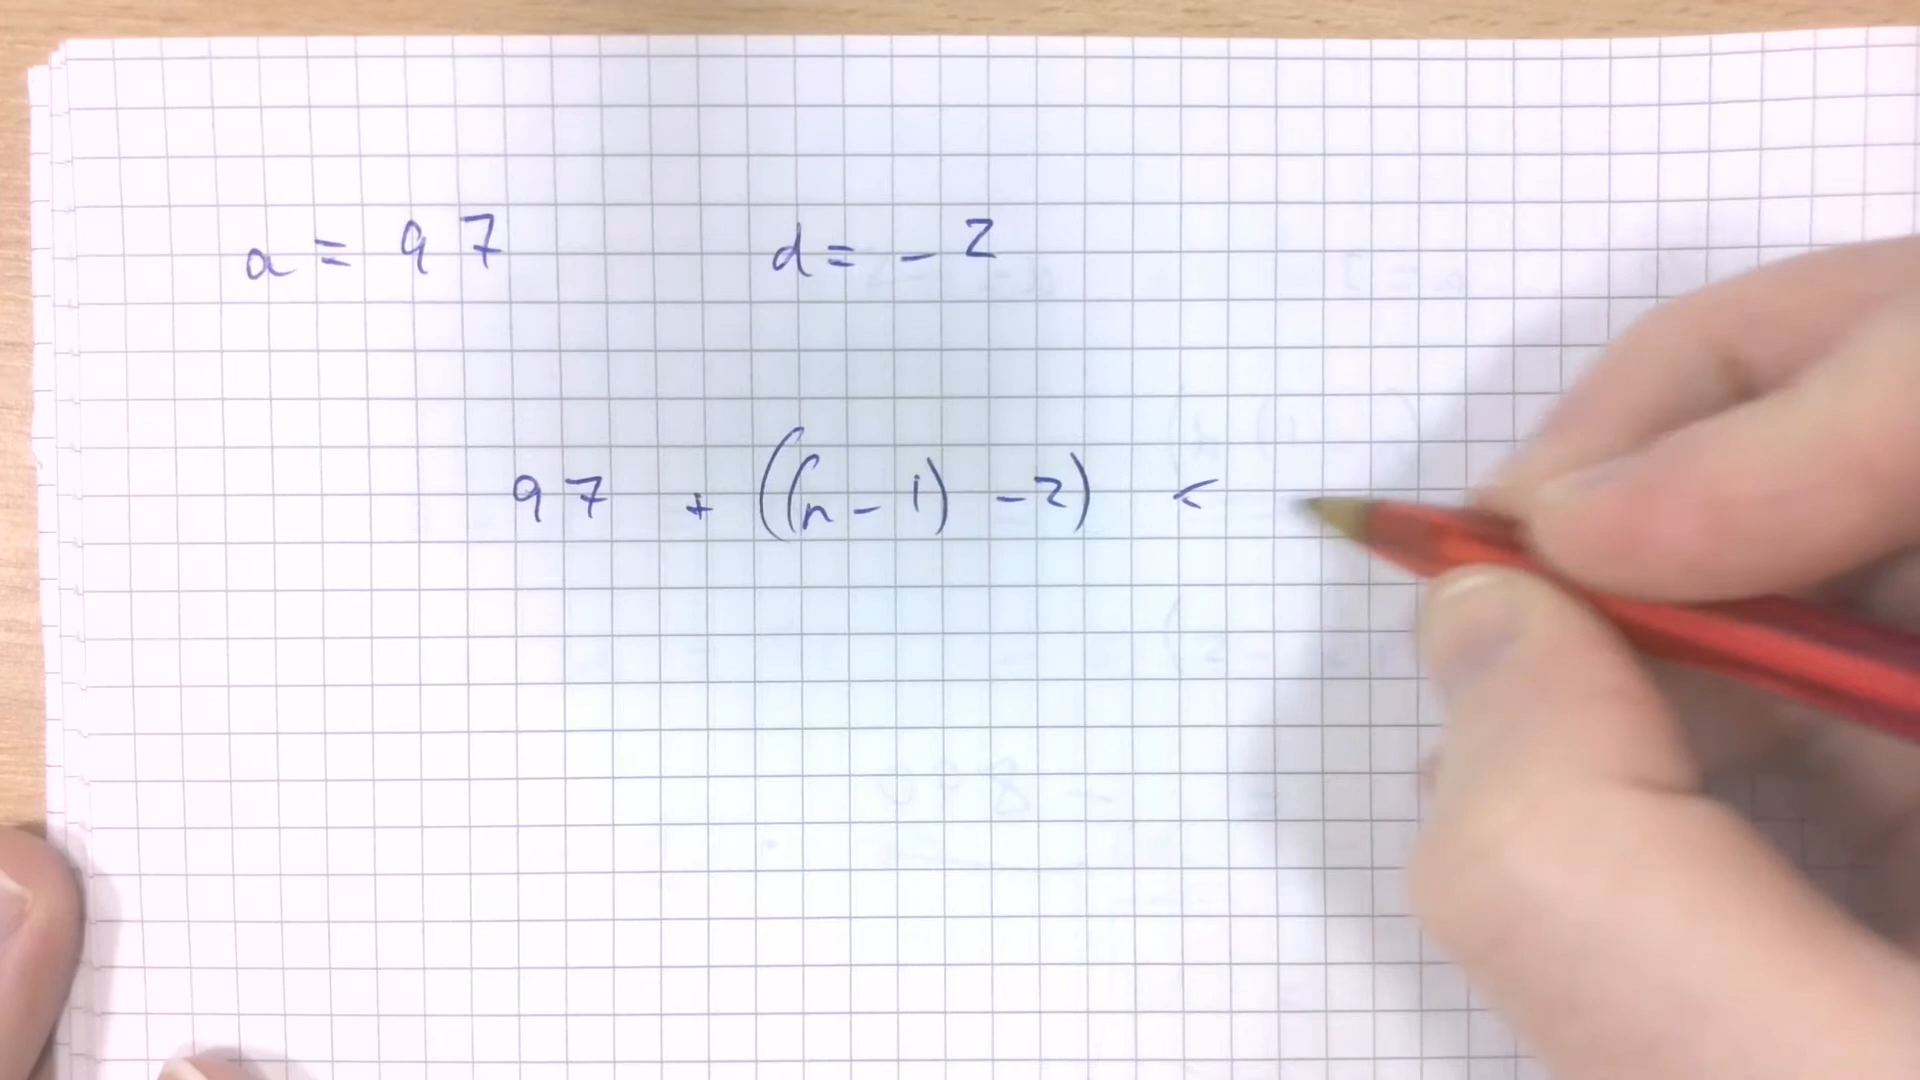 a = 97 d = -2
97 + ((n - 1) -2) <